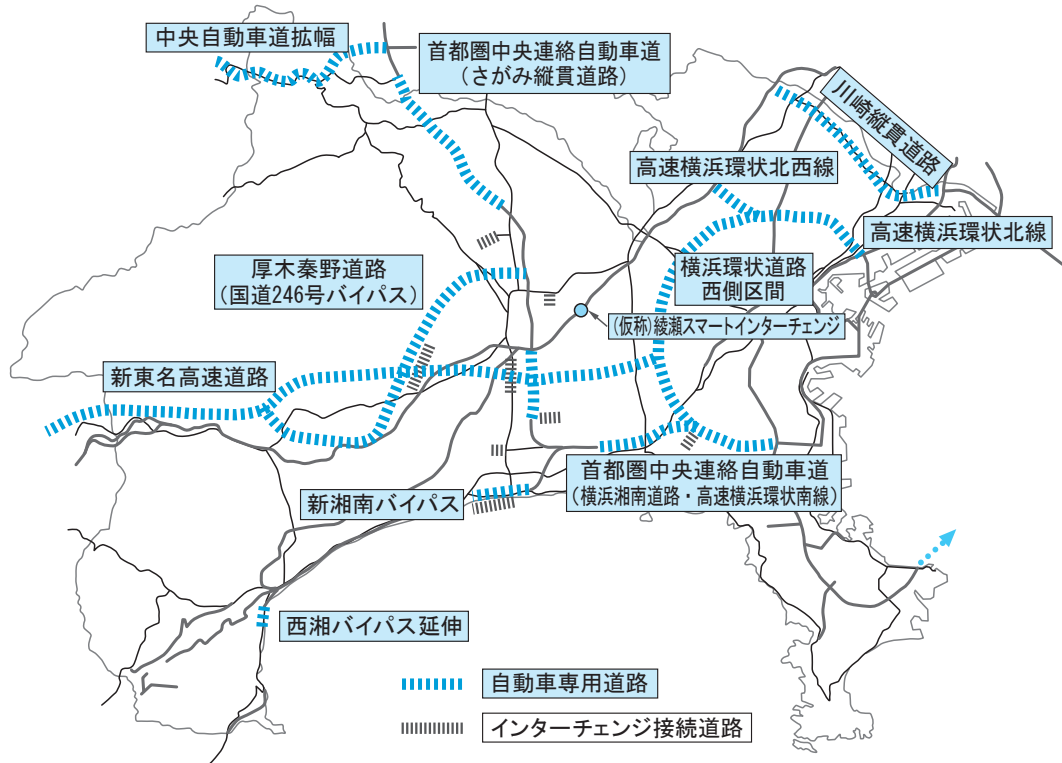 中央自動車道拡幅
首都圏中央連絡自動車道
(さがみ縦貫道路)
川崎縦貫道路
高速横浜環状北西線
高速横浜環状北線
厚木秦野道路
(国道246号バイパス)
横浜環状道路
西側区間
(仮称)綾瀬スマートインターチェンジ
新東名高速道路
首都圏中央連絡自動車道
(横浜湘南道路・高速横浜環状南線)
新湘南バイパス
西湘バイパス延伸
自動車専用道路
インターチェンジ接続道路